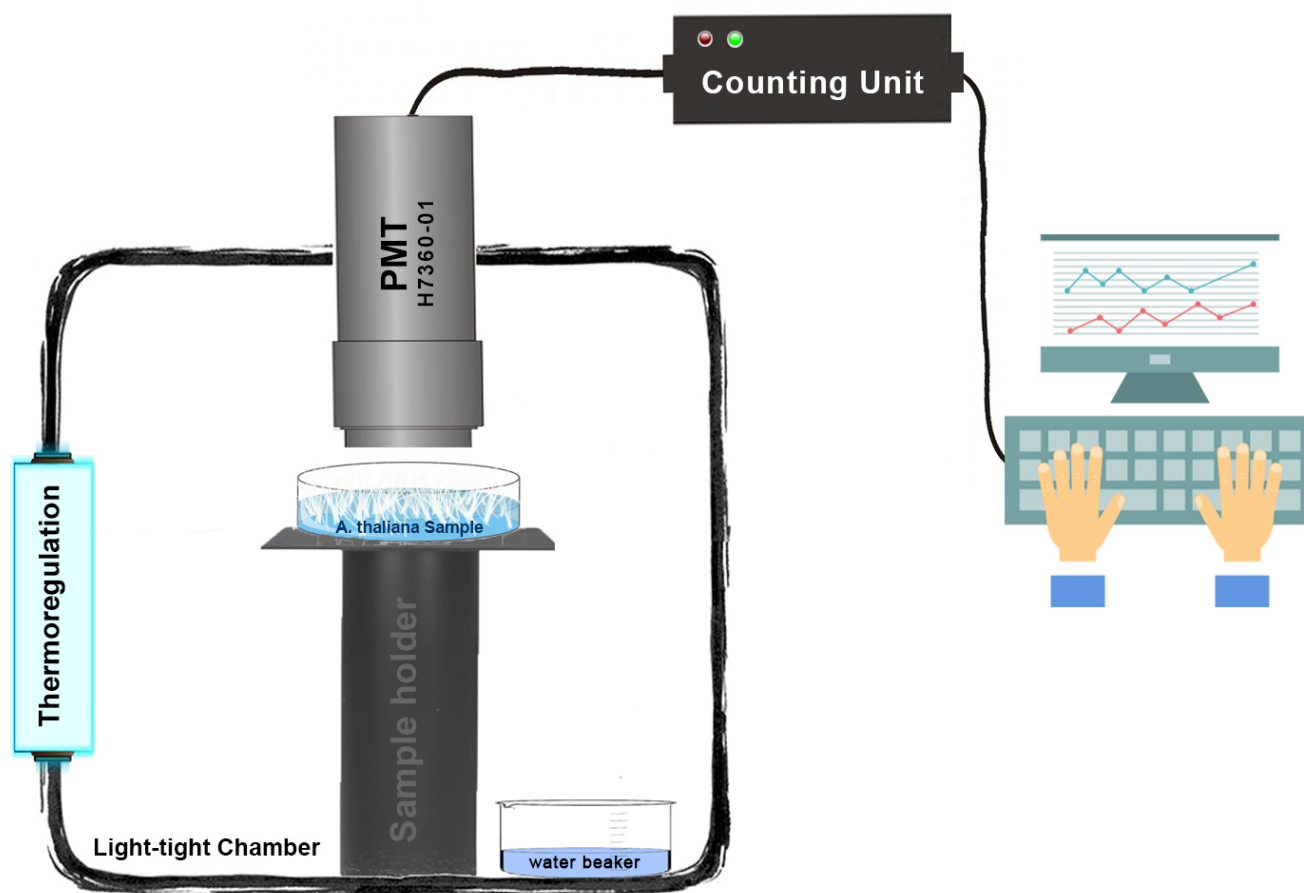 Counting Unit
PMT
H7360-01
Thermoregulation
A. thaliana Sample
Sample holder
Light-tight Chamber
water beaker